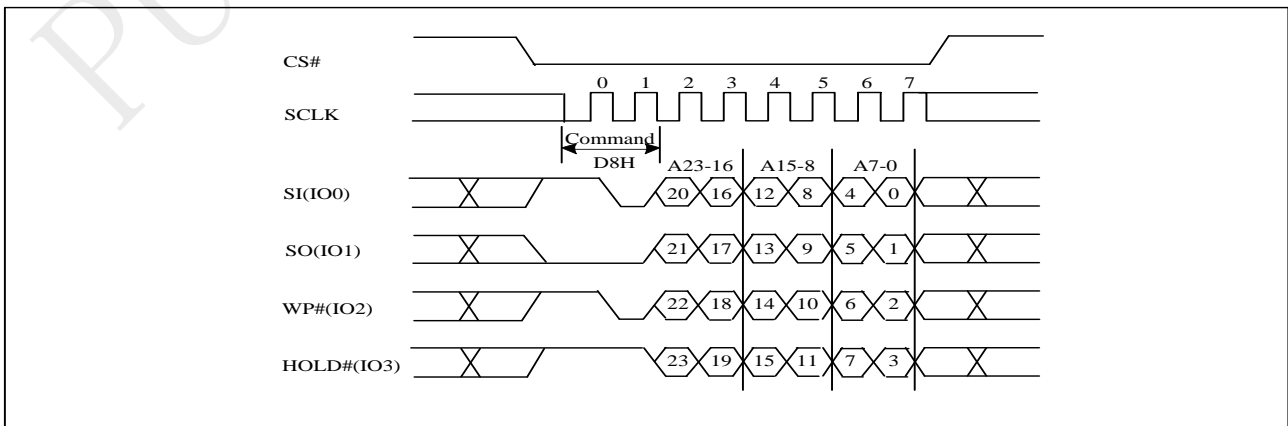 CS#
0 1 2 3 4 5 6 7
SCLK
Command
D8H
A23-16 A15-8 A7-0
SI(IO0) 20 16 12 8 4 0
SO(IO1) 21 17 13 9 5 1
WP#(IO2) 22 18 14 10 6 2
HOLD#(IO3) 23 19 15 11 7 3